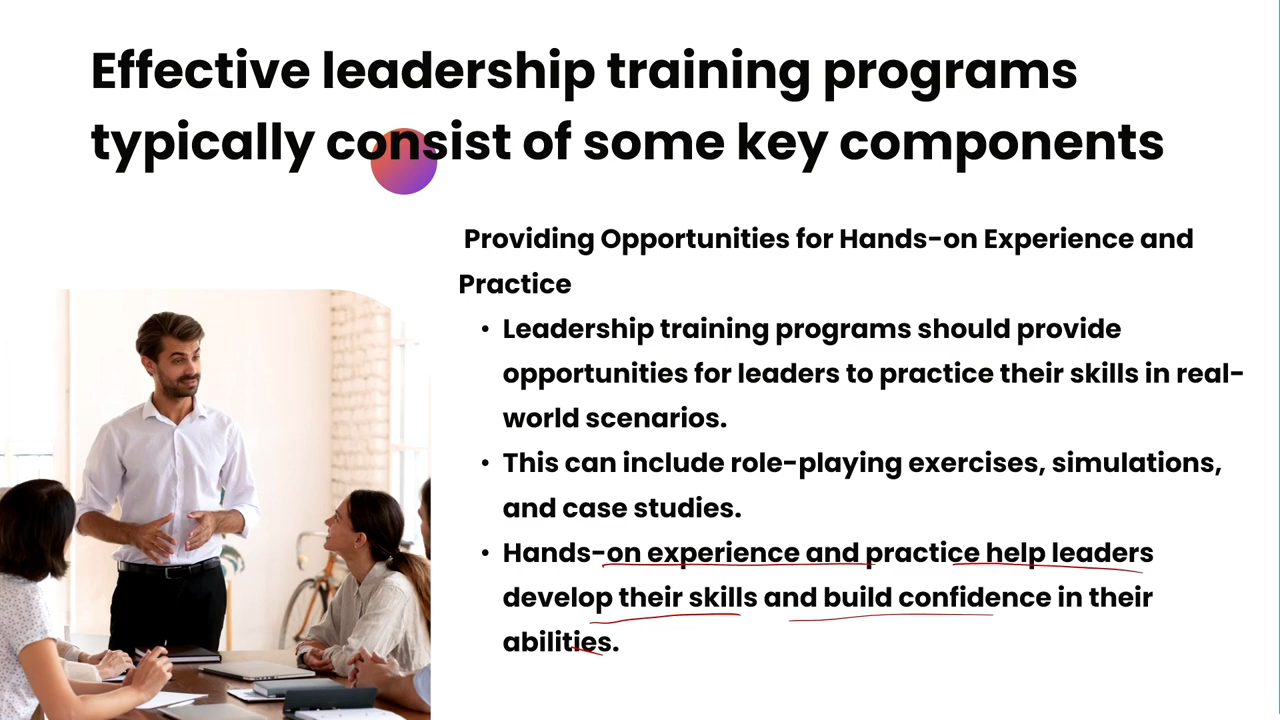 Effective leadership training programs
typically consist of some key components
Providing Opportunities for Hands-on Experience and
Practice
• Leadership training programs should provide
opportunities for leaders to practice their skills in real-
world scenarios.
• This can include role-playing exercises, simulations,
and case studies.
• Hands-on experience and practice help leaders
develop their skills and build confidence in their
abilities.